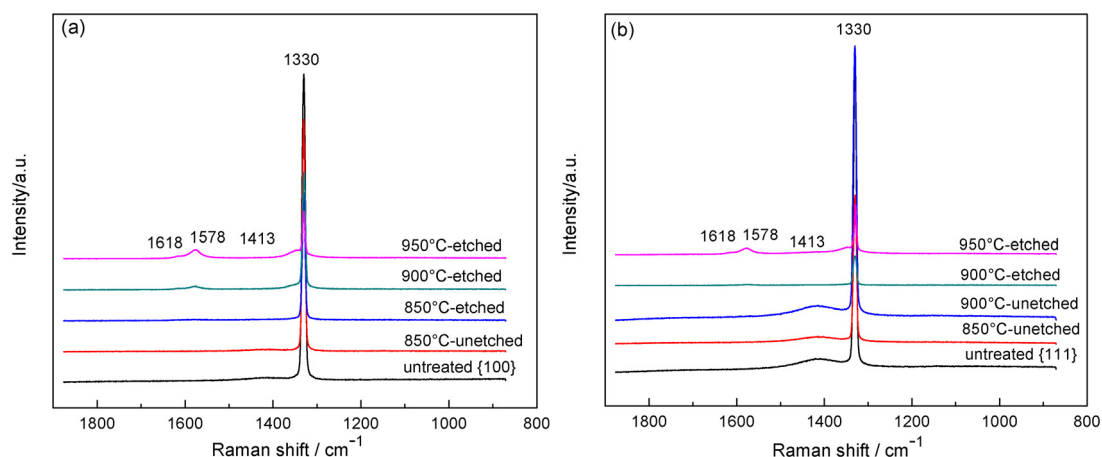 (a)
1330
1618
1578
1413
950°C-etched
900°C-etched
850°C-etched
850°C-unetched
untreated {100}
Intensity/a.u.
1800
1600
1400
1200
1000
800
Raman shift / cm⁻¹
(b)
1330
1618
1578
1413
950°C-etched
900°C-etched
900°C-unetched
850°C-unetched
untreated {111}
Intensity/a.u.
1800
1600
1400
1200
1000
800
Raman shift / cm⁻¹